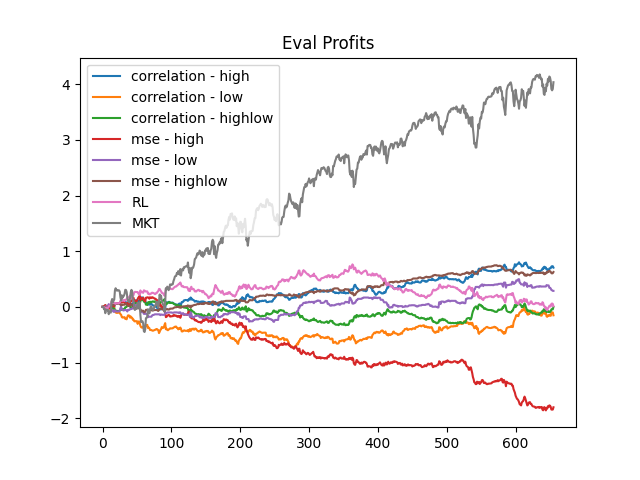 Eval Profits
correlation - high
correlation - low
correlation - highlow
mse - high
mse - low
mse - highlow
RL
MKT
4
3
2
1
0
−1
−2
0 100 200 300 400 500 600